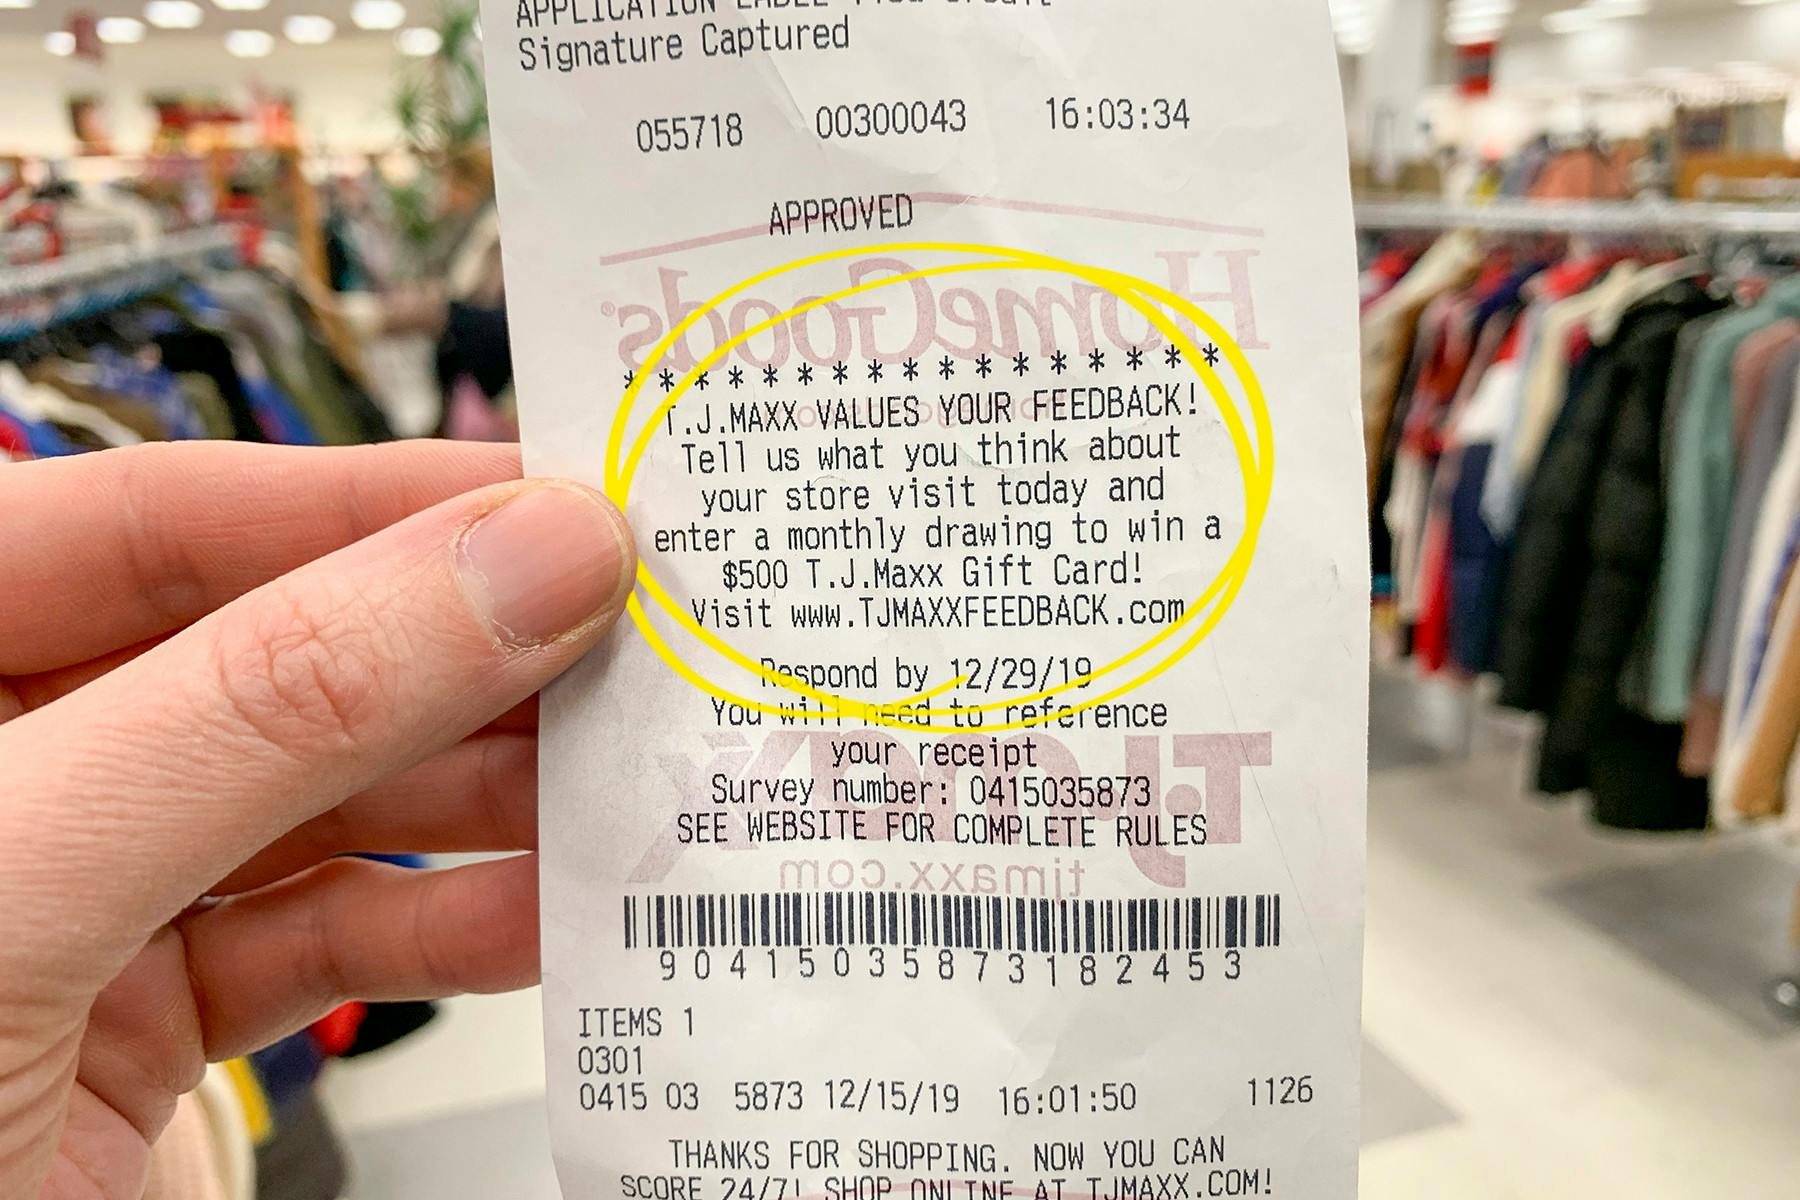 Signature Captured
055718 00300043 16:03:34
APPROVED
HomeGoods®
* * * * * * * * * * * * * * * * *
T.J.MAXX VALUES YOUR FEEDBACK!
Tell us what you think about
your store visit today and
enter a monthly drawing to win a
$500 T.J.Maxx Gift Card!
Visit www.TJMAXXFEEDBACK.com
Respond by 12/29/19
You will need to reference
your receipt
Survey number: 0415035873
SEE WEBSITE FOR COMPLETE RULES
T.J.maxx
tjmaxx.com
90415035873182453
ITEMS 1
0301
0415 03 5873 12/15/19 16:01:50 1126
THANKS FOR SHOPPING. NOW YOU CAN
SCORE 24/7! SHOP ONLINE AT TJMAXX.COM!